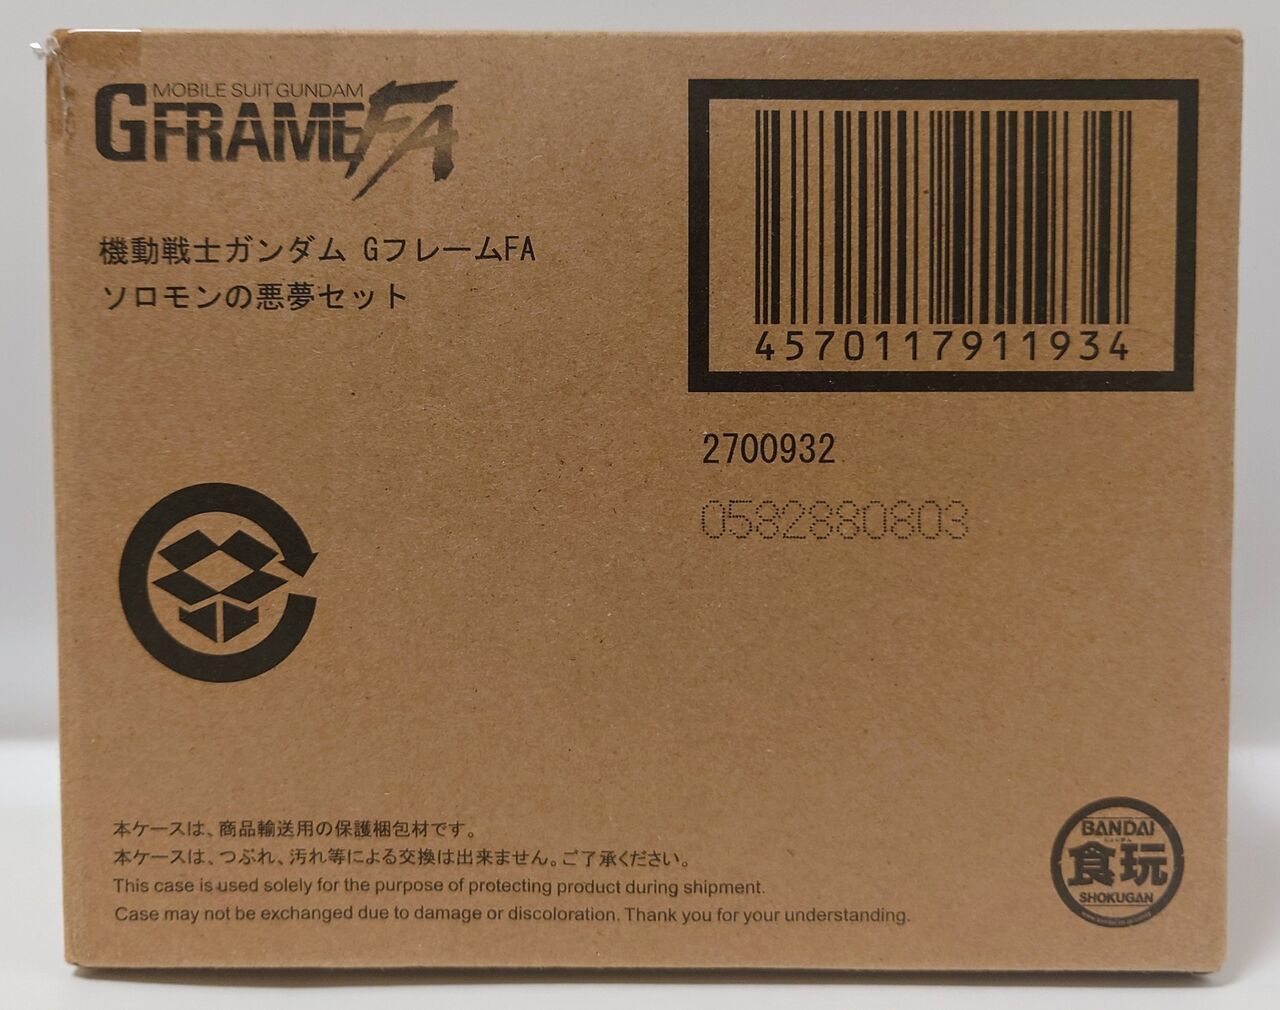 MOBILE SUIT GUNDAM
GFRAMEFA
機動戦士ガンダム GフレームFA
ソロモンの悪夢セット
4570117911934
2700932
0582880803
本ケースは、商品輸送用の保護梱包材です。
本ケースは、つぶれ、汚れ等による交換は出来ません。ご了承ください。
This case is used solely for the purpose of protecting product during shipment.
Case may not be exchanged due to damage or discoloration. Thank you for your understanding.
BANDAI
食玩
SHOKUGAN